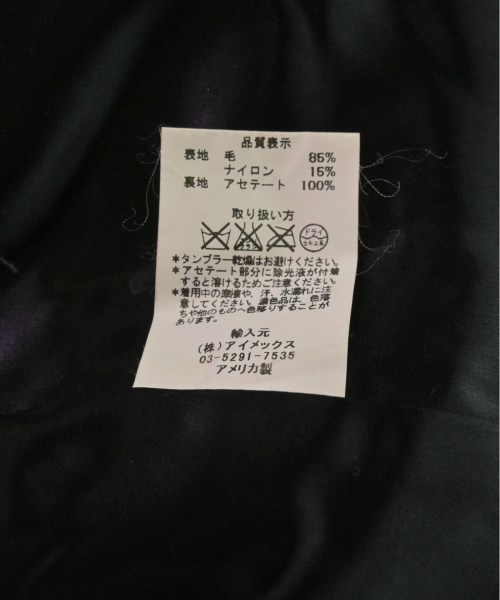 品質表示
表地 毛 85%
ナイロン 15%
裏地 アセテート 100%
取り扱い方
ドライ
セキユ系
*タンブラー乾燥はお避けください。
*アセテート部分に除光液が付着
すると溶けるためご注意ください。
*着用中の摩擦や、汗、水濡れに注
意してください。濃色品は、色落
ちや他のものへ色移りすることが
あります。
輸入元
(株)アイメックス
03-5291-7535
アメリカ製